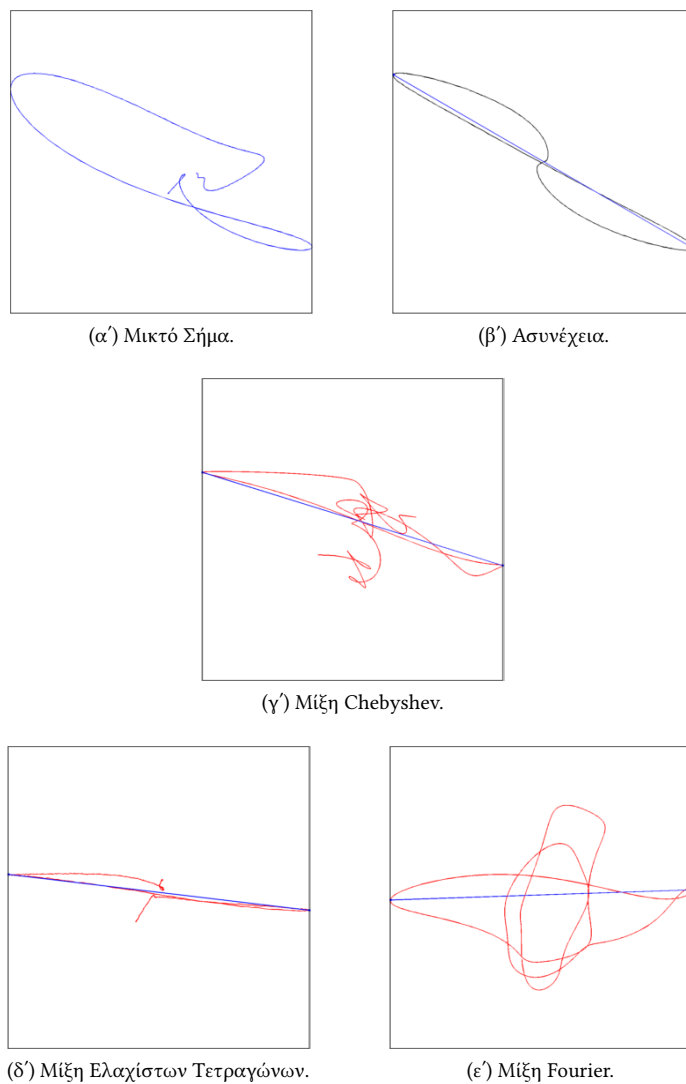 (α′) Μικτό Σήμα.
(β′) Ασυνέχεια.
(γ′) Μίξη Chebyshev.
(δ′) Μίξη Ελαχίστων Τετραγώνων.
(ε′) Μίξη Fourier.